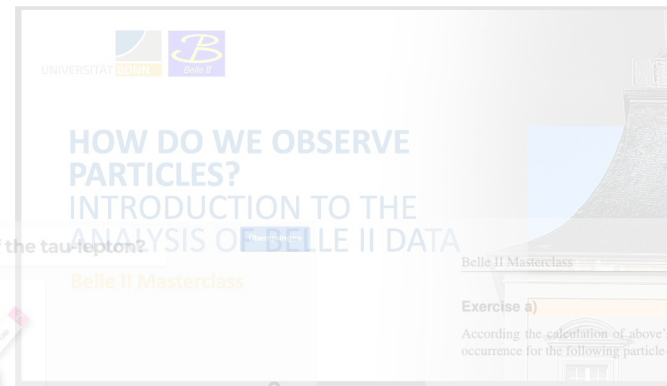 UNIVERSITÄT BONN
Belle II
HOW DO WE OBSERVE
PARTICLES?
INTRODUCTION TO THE
ANALYSIS OF BELLE II DATA
the tau-lepton?
Belle II Masterclass
Belle II Masterclass
Exercise a)
According the calculation of above's
occurrence for the following particle